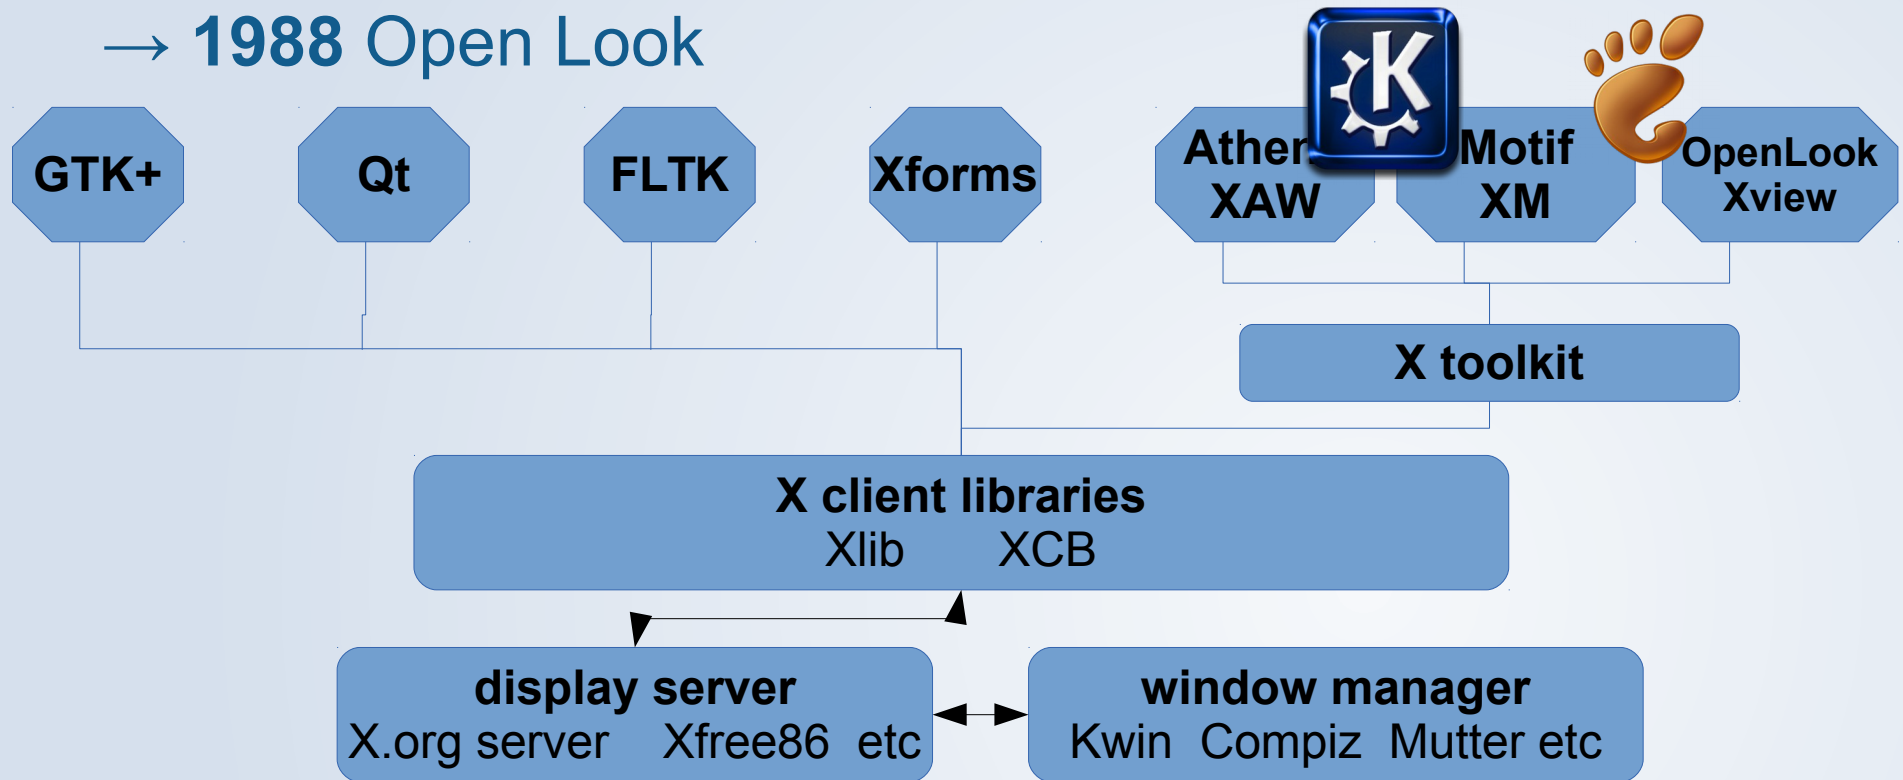 → 1988 Open Look
GTK+
Qt
FLTK
Xforms
Athen
XAW
K
Motif
XM
OpenLook
Xview
X toolkit
X client libraries
Xlib XCB
display server
X.org server Xfree86 etc
window manager
Kwin Compiz Mutter etc